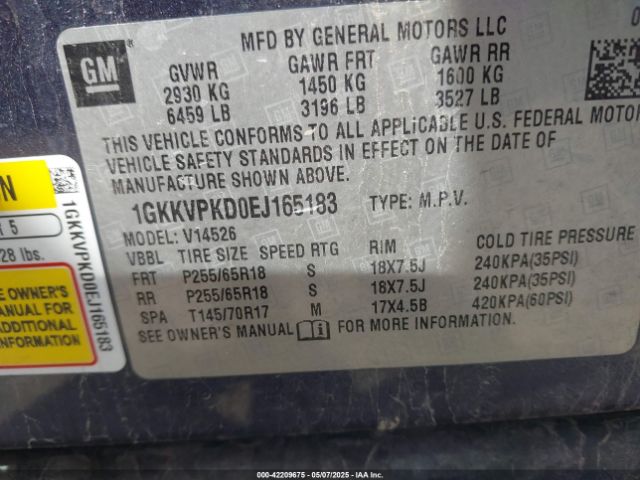 MFD BY GENERAL MOTORS LLC
GM
GVWR GAWR FRT GAWR RR
2930 KG 1450 KG 1600 KG
6459 LB 3196 LB 3527 LB
THIS VEHICLE CONFORMS TO ALL APPLICABLE U.S. FEDERAL MOTOR
VEHICLE SAFETY STANDARDS IN EFFECT ON THE DATE OF
MANUFACTURE SHOWN ABOVE.
1GKKVPKD0EJ165183 TYPE: M.P.V.
MODEL: V14526
VBBL TIRE SIZE SPEED RTG RIM COLD TIRE PRESSURE
FRT P255/65R18 S 18X7.5J 240KPA(35PSI)
RR P255/65R18 S 18X7.5J 240KPA(35PSI)
SPA T145/70R17 M 17X4.5B 420KPA(60PSI)
SEE OWNER'S MANUAL FOR MORE INFORMATION.
N
5
28 lbs.
E OWNER'S
MANUAL FOR
ADDITIONAL
FORMATION
1GKKVPKD0EJ165183
000-42209675 - 05/07/2025 - IAAI, Inc.